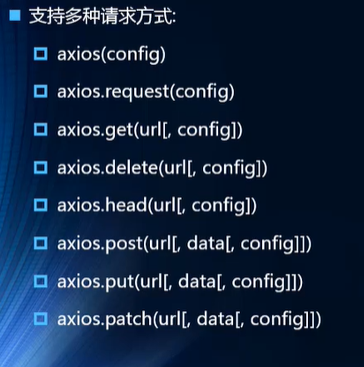 支持多种请求方式:
axios(config)
axios.request(config)
axios.get(url[, config])
axios.delete(url[, config])
axios.head(url[, config])
axios.post(url[, data[, config]])
axios.put(url[, data[, config]])
axios.patch(url[, data[, config]])